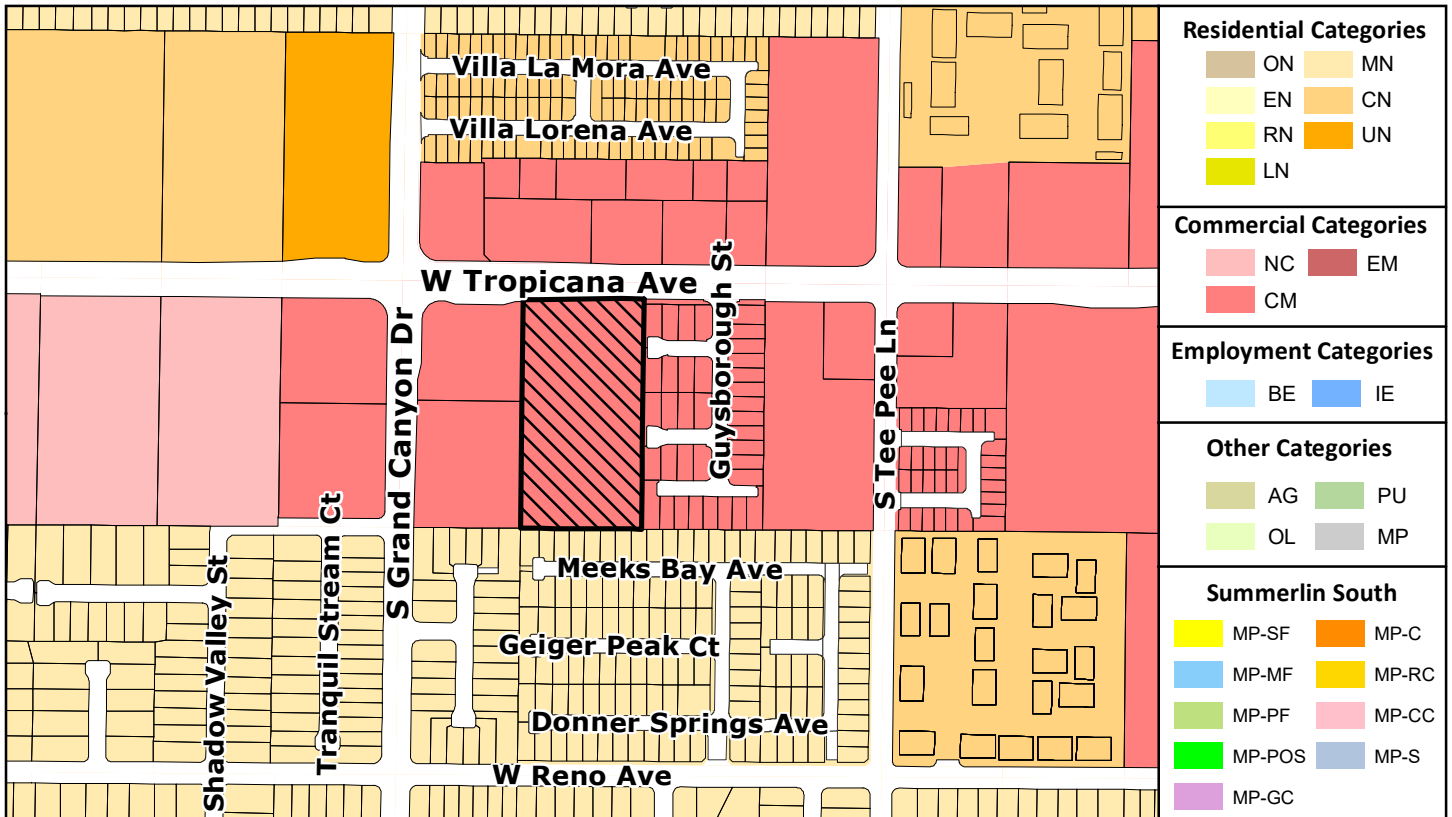 Villa La Mora Ave
Villa Lorena Ave
W Tropicana Ave
Guysborough St
S Grand Canyon Dr
S Tee Pee Ln
Tranquil Stream Ct
Shadow Valley St
Meeks Bay Ave
Geiger Peak Ct
Donner Springs Ave
W Reno Ave
Residential Categories
ON MN
EN CN
RN UN
LN
Commercial Categories
NC EM
CM
Employment Categories
BE IE
Other Categories
AG PU
OL MP
Summerlin South
MP-SF MP-C
MP-MF MP-RC
MP-PF MP-CC
MP-POS MP-S
MP-GC